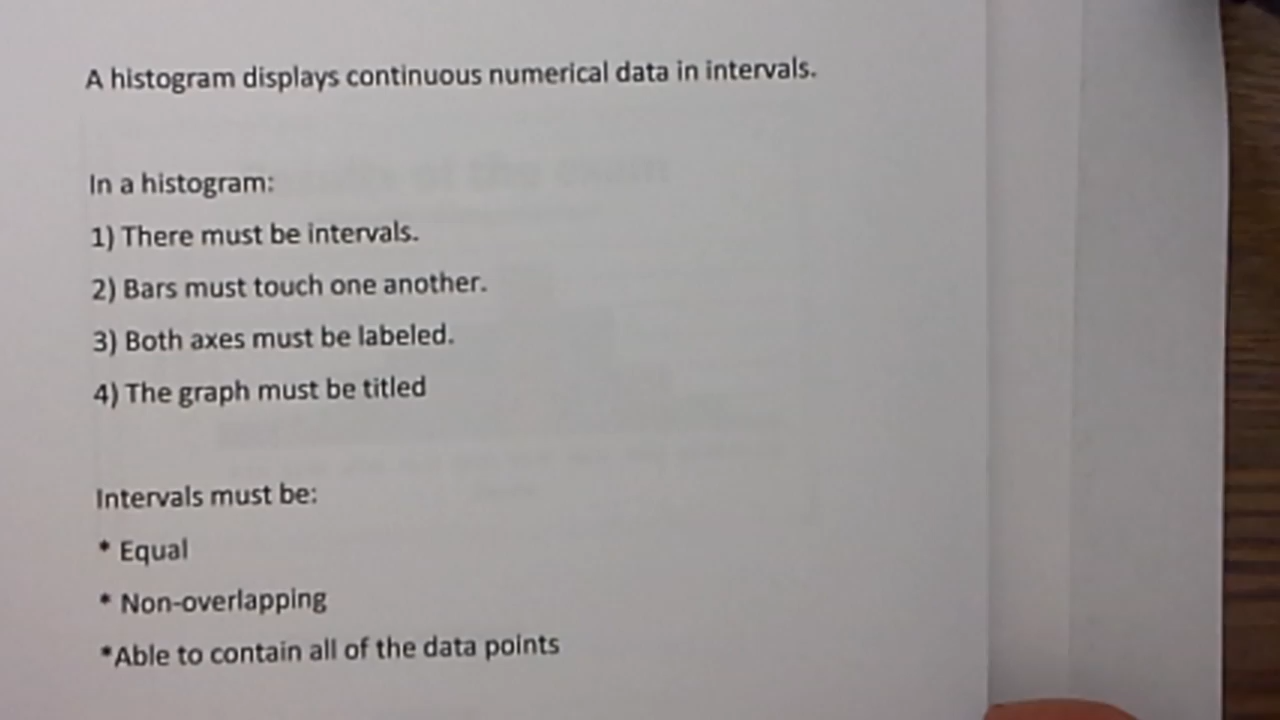 A histogram displays continuous numerical data in intervals.
In a histogram:
1) There must be intervals.
2) Bars must touch one another.
3) Both axes must be labeled.
4) The graph must be titled
Intervals must be:
* Equal
* Non-overlapping
*Able to contain all of the data points